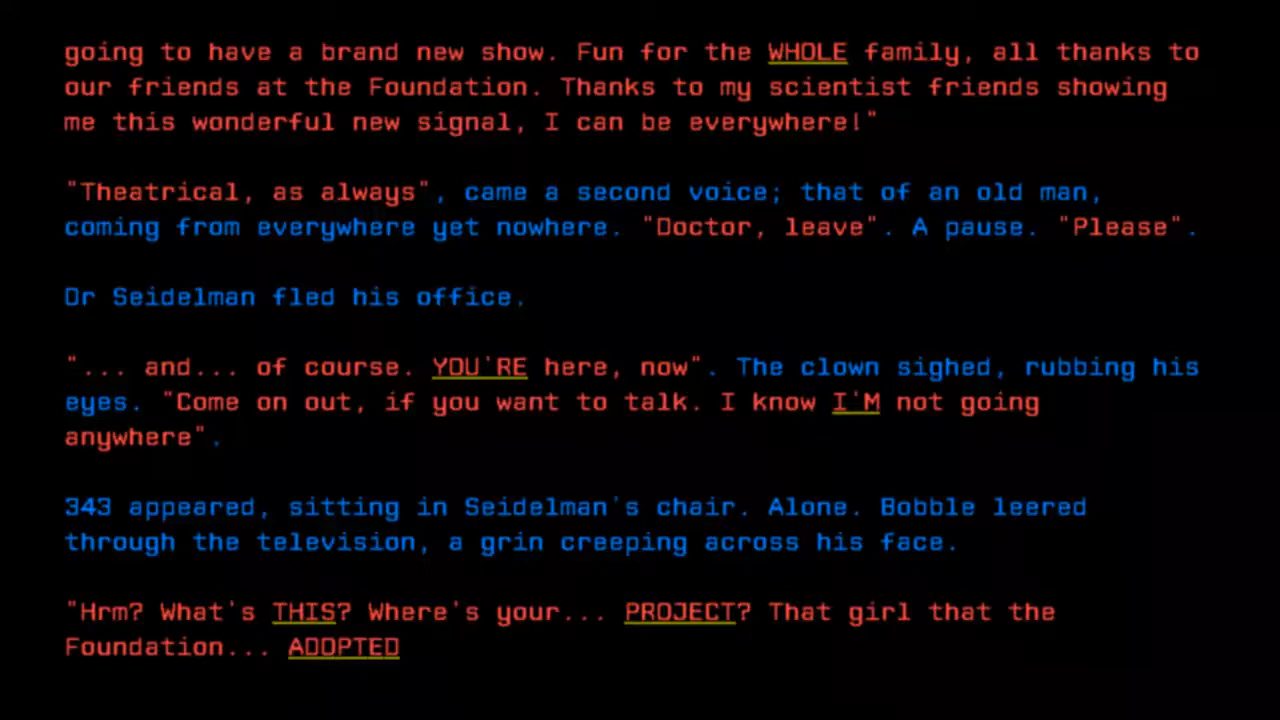 going to have a brand new show. Fun for the WHOLE family, all thanks to
our friends at the Foundation. Thanks to my scientist friends showing
me this wonderful new signal, I can be everywhere!"
"Theatrical, as always", came a second voice; that of an old man,
coming from everywhere yet nowhere. "Doctor, leave". A pause. "Please".
Dr Seidelman fled his office.
"... and... of course. YOU'RE here, now". The clown sighed, rubbing his
eyes. "Come on out, if you want to talk. I know I'M not going
anywhere".
343 appeared, sitting in Seidelman's chair. Alone. Bobble leered
through the television, a grin creeping across his face.
"Hrm? What's THIS? Where's your... PROJECT? That girl that the
Foundation... ADOPTED